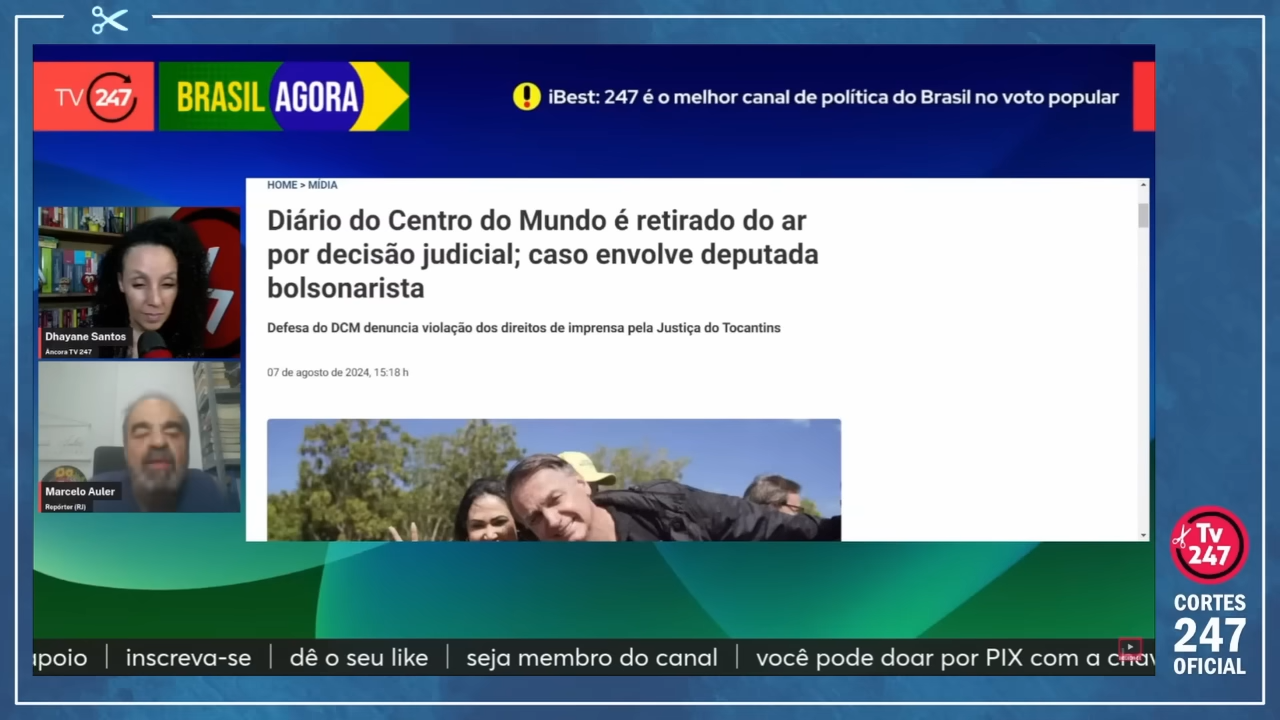 TV 247
BRASIL AGORA
iBest: 247 é o melhor canal de política do Brasil no voto popular
HOME > MÍDIA
Diário do Centro do Mundo é retirado do ar
por decisão judicial; caso envolve deputada
bolsonarista
Defesa do DCM denuncia violação dos direitos de imprensa pela Justiça do Tocantins
07 de agosto de 2024, 15:18 h
Dhayane Santos
Âncora TV 247
Marcelo Auler
Repórter (RJ)
Tv
247
CORTES
247
OFICIAL
apoio | inscreva-se | dê o seu like | seja membro do canal | você pode doar por PIX com a chav